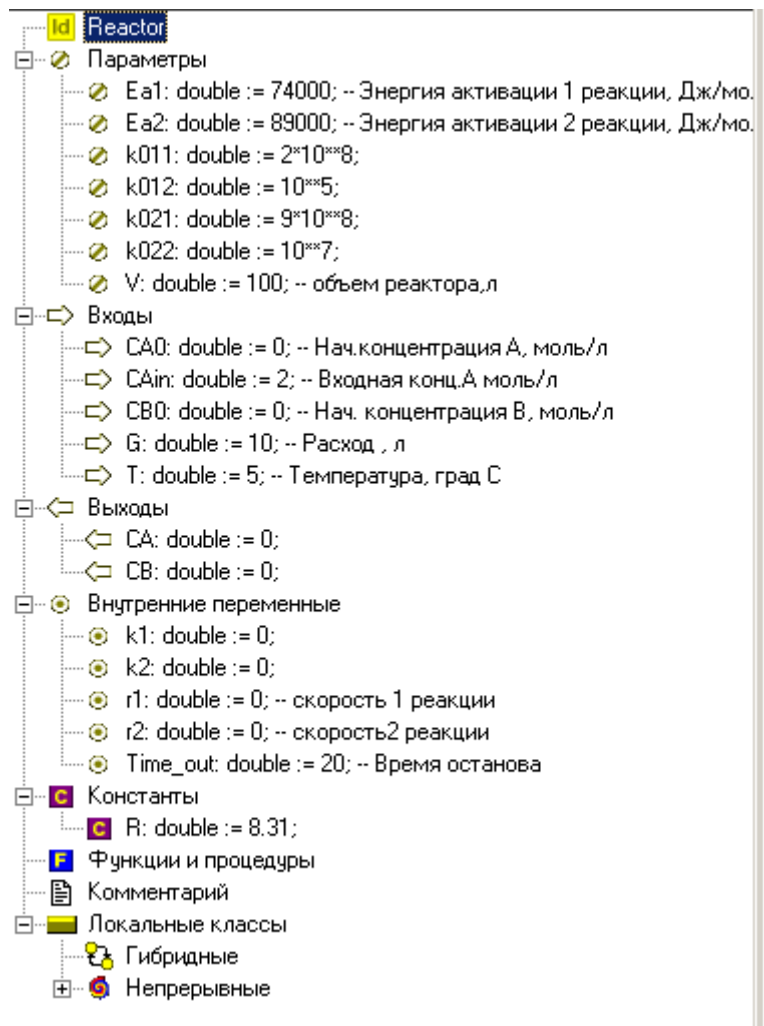 Id Reactor
Параметры
Ea1: double := 74000; -- Энергия активации 1 реакции, Дж/мо.
Ea2: double := 89000; -- Энергия активации 2 реакции, Дж/мо.
k011: double := 2*10**8;
k012: double := 10**5;
k021: double := 9*10**8;
k022: double := 10**7;
V: double := 100; -- объем реактора,л
Входы
CA0: double := 0; -- Нач.концентрация А, моль/л
CAin: double := 2; -- Входная конц.А моль/л
CB0: double := 0; -- Нач. концентрация В, моль/л
G: double := 10; -- Расход , л
T: double := 5; -- Температура, град С
Выходы
CA: double := 0;
CB: double := 0;
Внутренние переменные
k1: double := 0;
k2: double := 0;
r1: double := 0; -- скорость 1 реакции
r2: double := 0; -- скорость2 реакции
Time_out: double := 20; -- Время останова
C Константы
C R: double := 8.31;
F Функции и процедуры
Комментарий
Локальные классы
Гибридные
Непрерывные